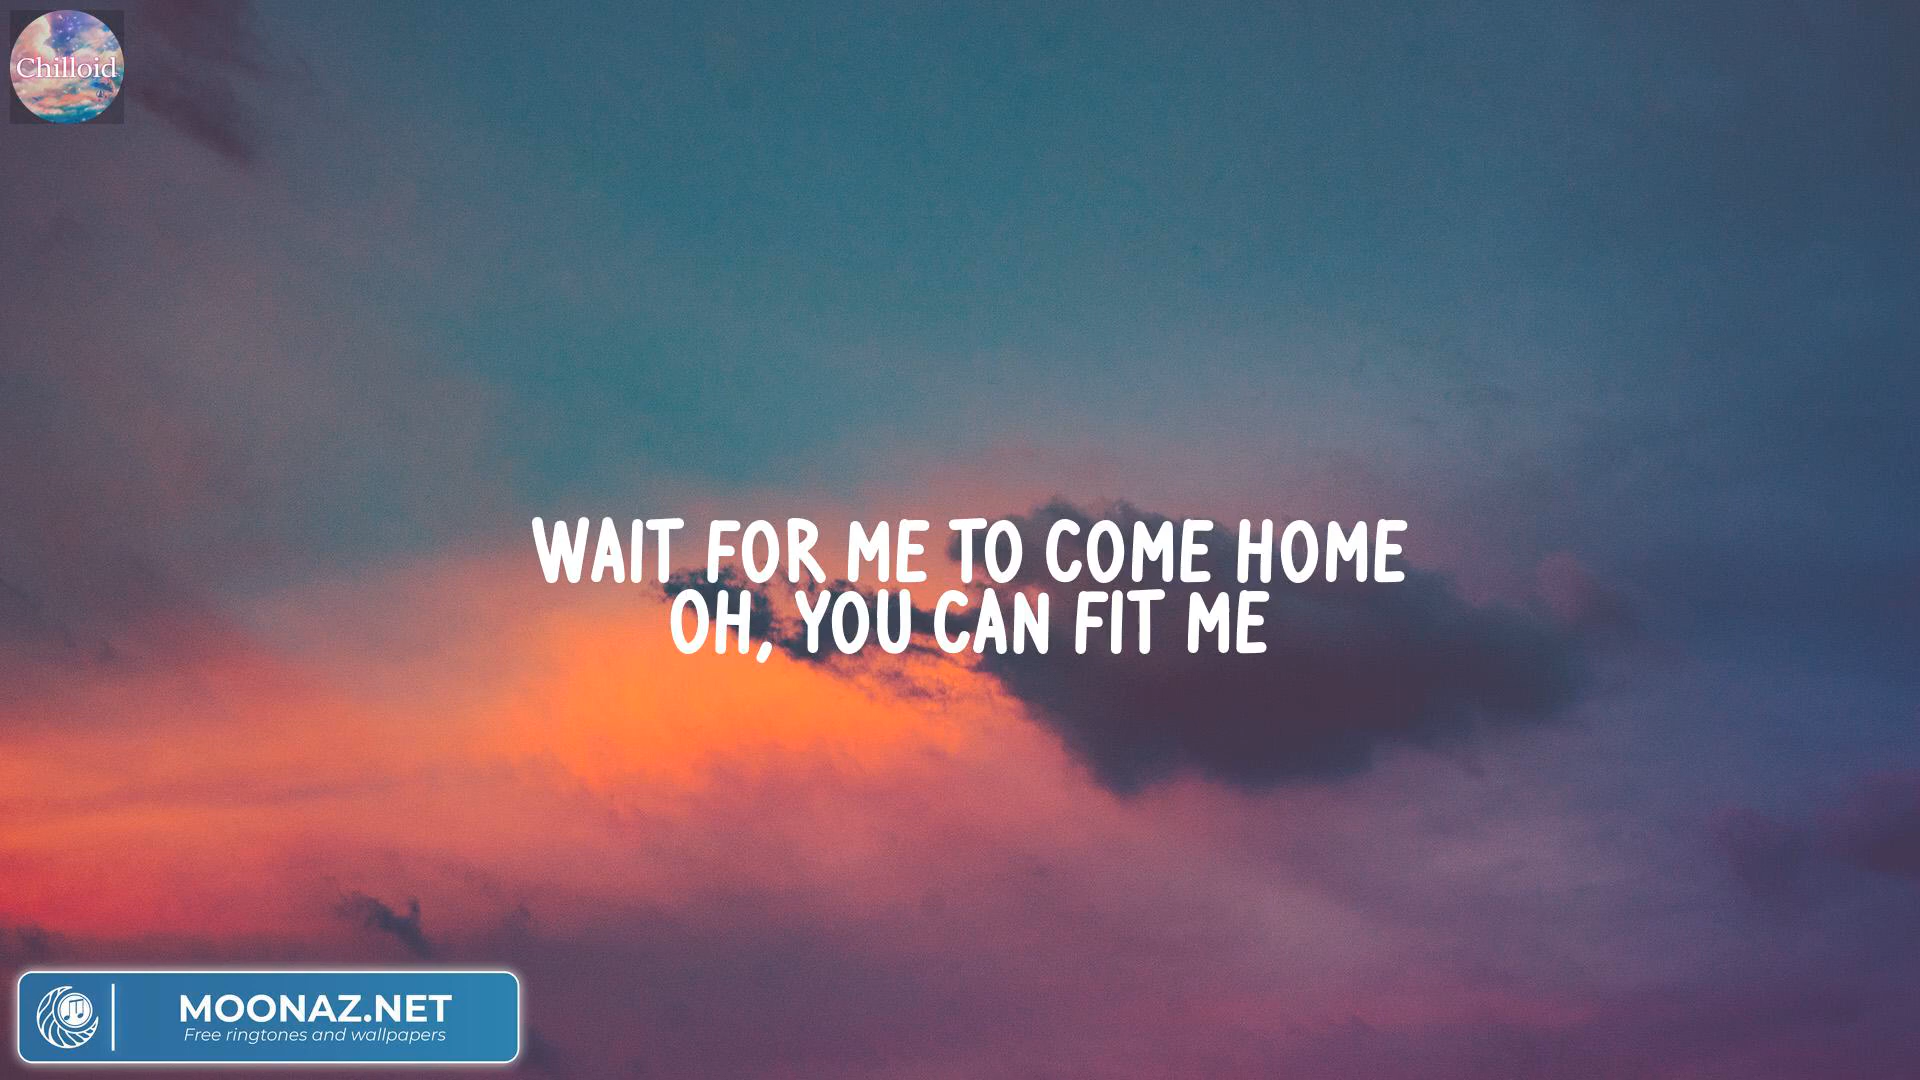 Chilloid
WAIT FOR ME TO COME HOME
OH, YOU CAN FIT ME
MOONAZ.NET
Free ringtones and wallpapers